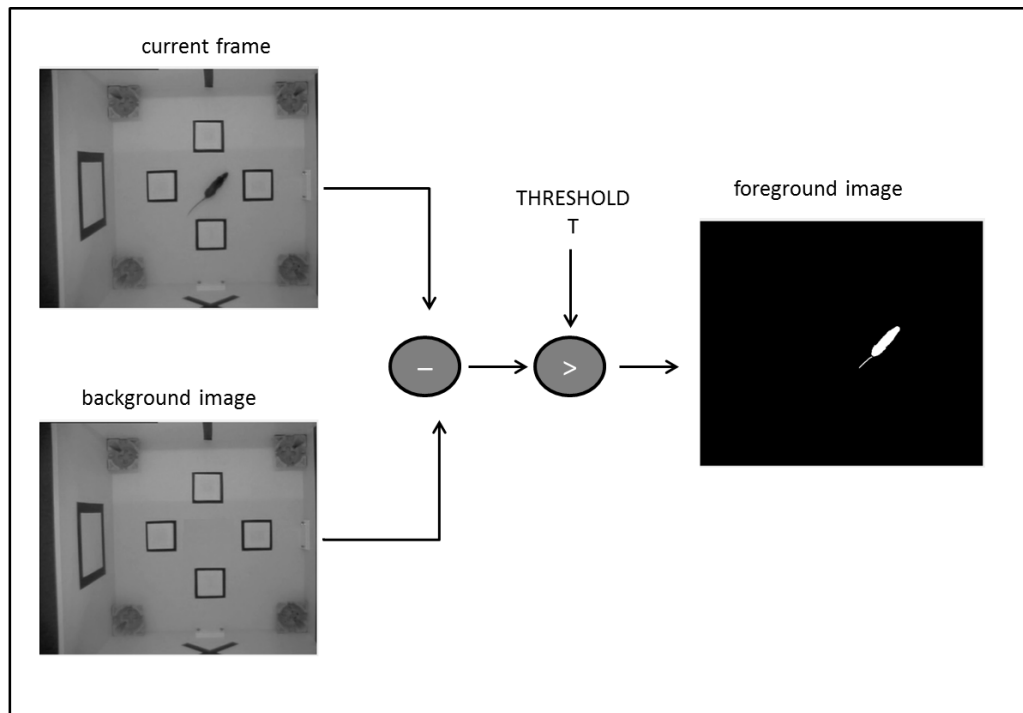 current frame
THRESHOLD
T
foreground image
–
>
background image